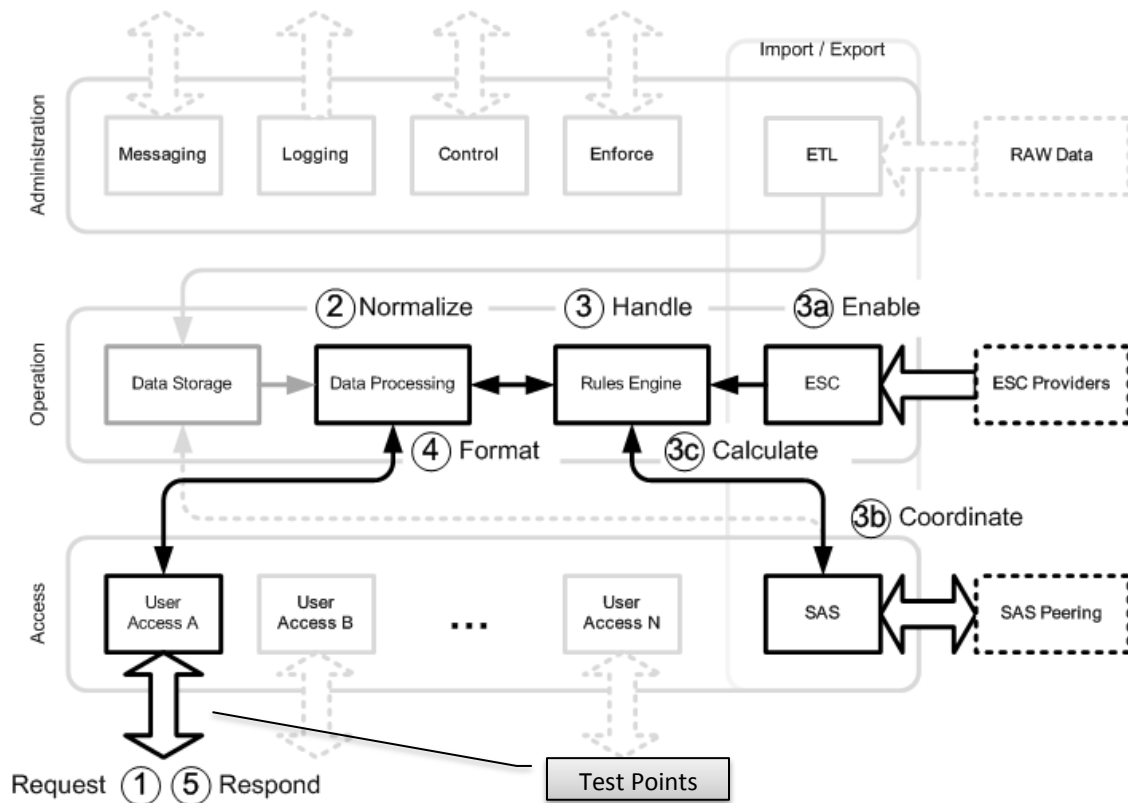 Import / Export
Administration
Messaging
Logging
Control
Enforce
ETL
RAW Data
2 Normalize
3 Handle
3a Enable
Operation
Data Storage
Data Processing
Rules Engine
ESC
ESC Providers
4 Format
3c Calculate
3b Coordinate
Access
User
Access A
User
Access B
...
User
Access N
SAS
SAS Peering
Request 1 5 Respond
Test Points